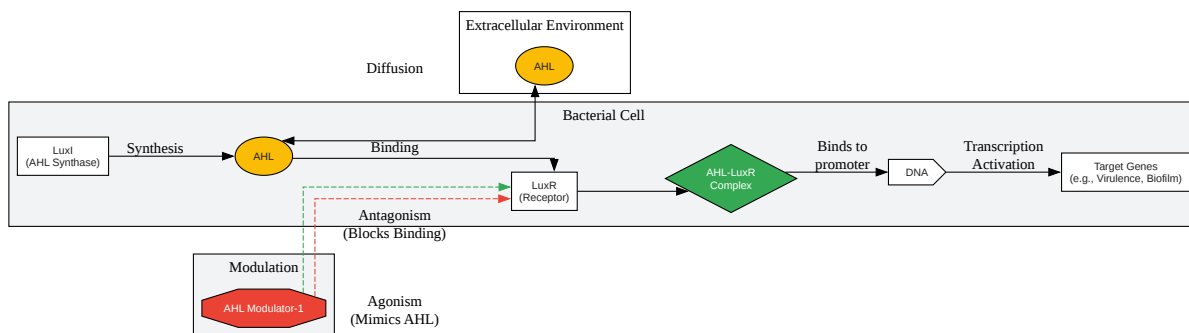 Extracellular Environment
AHL
Diffusion
Bacterial Cell
LuxI
(AHL Synthase)
Synthesis
AHL
Binding
LuxR
(Receptor)
AHL-LuxR
Complex
Binds to
promoter
DNA
Transcription
Activation
Target Genes
(e.g., Virulence, Biofilm)
Antagonism
(Blocks Binding)
Modulation
AHL Modulator-1
Agonism
(Mimics AHL)